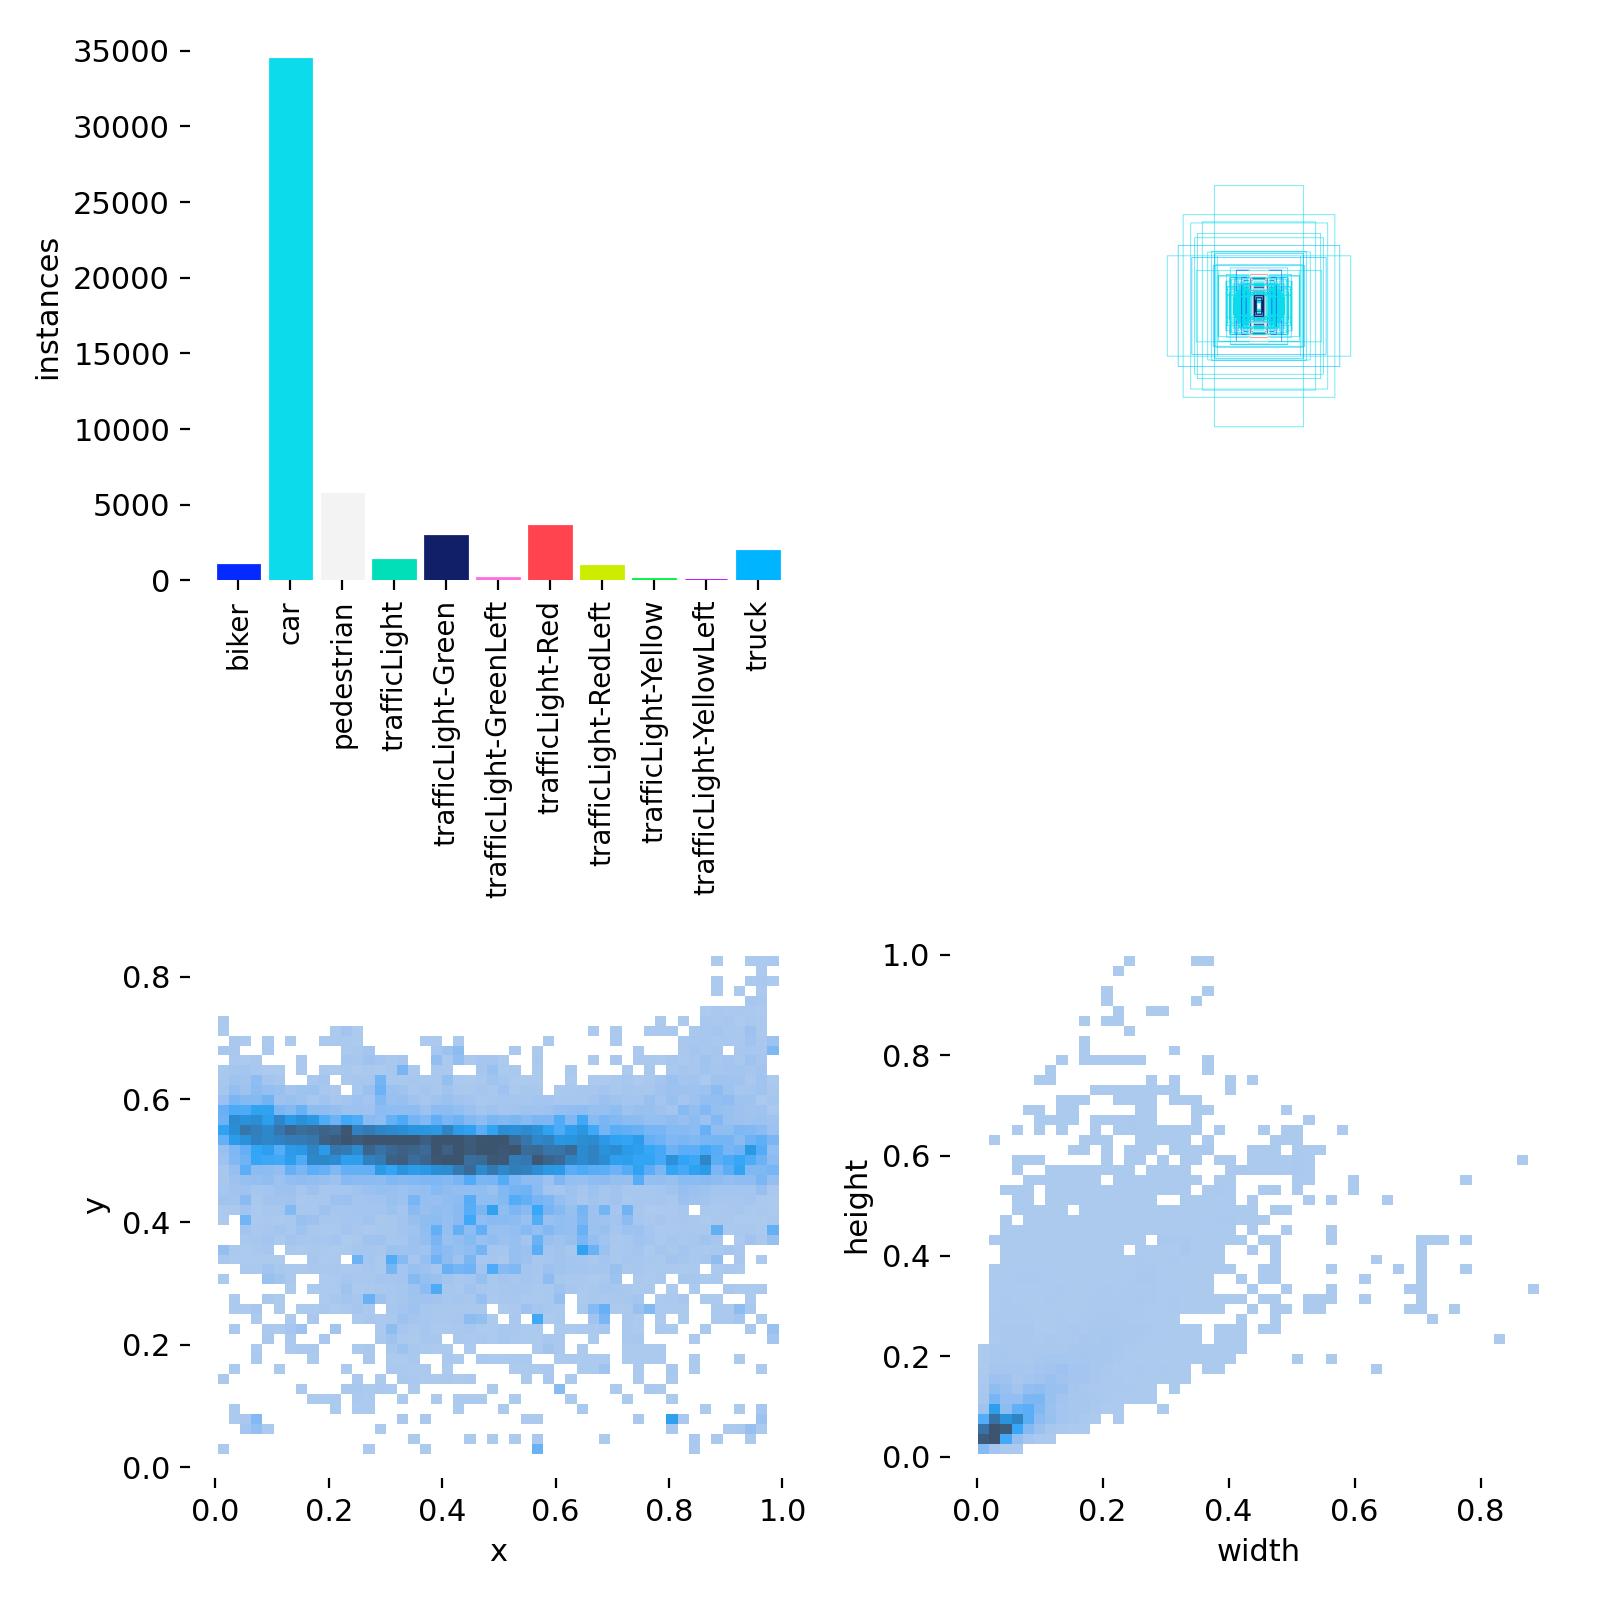 35000
30000
25000
20000
15000
10000
5000
0
instances
biker
car
pedestrian
trafficLight
trafficLight-Green
trafficLight-GreenLeft
trafficLight-Red
trafficLight-RedLeft
trafficLight-Yellow
trafficLight-YellowLeft
truck
0.8
0.6
0.4
0.2
0.0
y
0.0 0.2 0.4 0.6 0.8 1.0
x
1.0
0.8
0.6
0.4
0.2
0.0
height
0.0 0.2 0.4 0.6 0.8
width